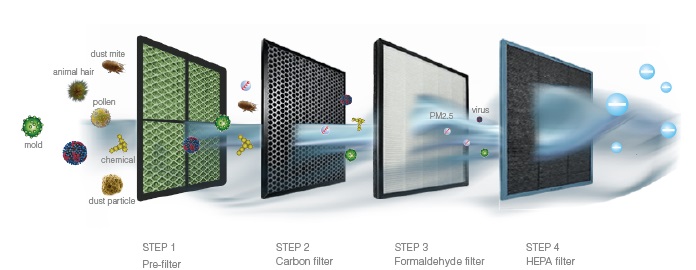 dust mite
animal hair
pollen
mold
chemical
dust particle
PM2.5
virus
STEP 1
Pre-filter
STEP 2
Carbon filter
STEP 3
Formaldehyde filter
STEP 4
HEPA filter